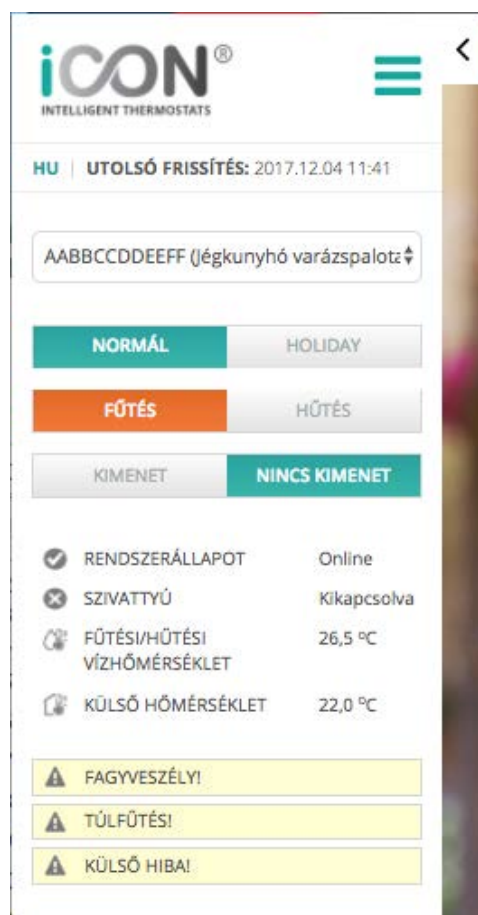 iCON®
INTELLIGENT THERMOSTATS
HU | UTOLSÓ FRISSÍTÉS: 2017.12.04 11:41
AABBCCDDEEFF (Jégkunyhó varázspalota
NORMÁL HOLIDAY
FŰTÉS HŰTÉS
KIMENET NINCS KIMENET
RENDSZERÁLLAPOT Online
SZIVATTYÚ Kikapcsolva
FŰTÉSI/HŰTÉSI 26,5 ºC
VÍZHŐMÉRSÉKLET
KÜLSŐ HŐMÉRSÉKLET 22,0 ºC
FAGYVESZÉLY!
TÚLFŰTÉS!
KÜLSŐ HIBA!